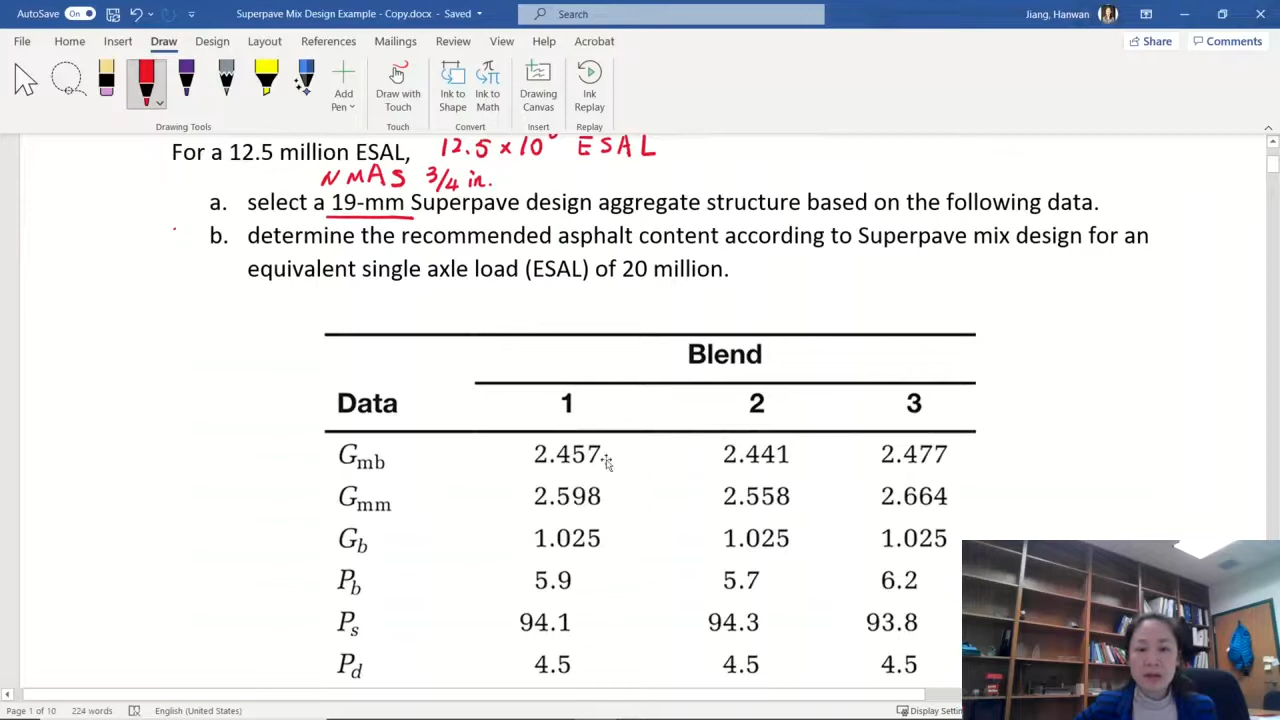 AutoSave On Superpave Mix Design Example - Copy.docx - Saved Search Jiang, Hanwan
File Home Insert Draw Design Layout References Mailings Review View Help Acrobat Share Comments
Add Pen Draw with Touch Ink to Shape Ink to Math Drawing Canvas Ink Replay
Drawing Tools Touch Convert Insert Replay
For a 12.5 million ESAL, 12.5 × 10 ESAL
NMAS 3/4 in.
a. select a 19-mm Superpave design aggregate structure based on the following data.
b. determine the recommended asphalt content according to Superpave mix design for an
equivalent single axle load (ESAL) of 20 million.
Blend
Data 1 2 3
Gmb 2.457 2.441 2.477
Gmm 2.598 2.558 2.664
Gb 1.025 1.025 1.025
Pb 5.9 5.7 6.2
Ps 94.1 94.3 93.8
Pd 4.5 4.5 4.5
Page 1 of 10 224 words English (United States) Display Setti